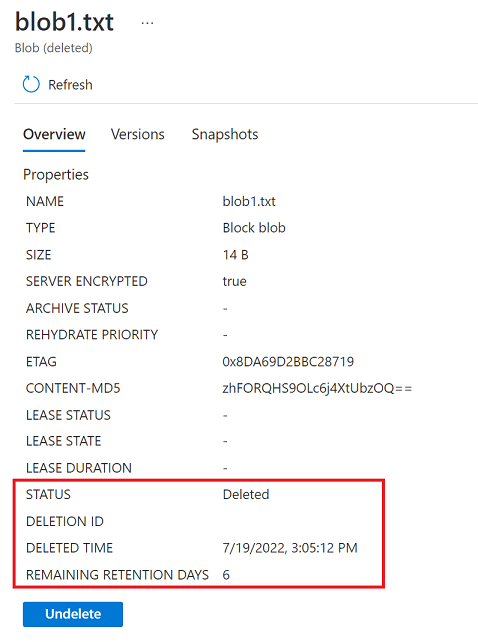 blob1.txt ...
Blob (deleted)
Refresh
Overview Versions Snapshots
Properties
NAME blob1.txt
TYPE Block blob
SIZE 14 B
SERVER ENCRYPTED true
ARCHIVE STATUS -
REHYDRATE PRIORITY -
ETAG 0x8DA69D2BBC28719
CONTENT-MD5 zhFORQHS9OLc6j4XtUbzOQ==
LEASE STATUS -
LEASE STATE -
LEASE DURATION -
STATUS Deleted
DELETION ID
DELETED TIME 7/19/2022, 3:05:12 PM
REMAINING RETENTION DAYS 6
Undelete